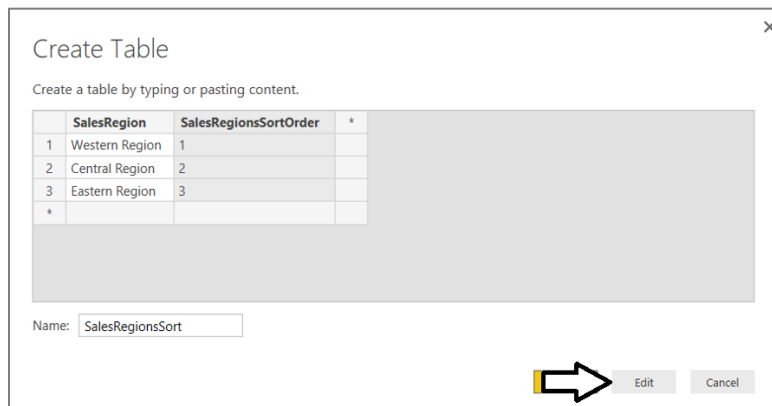 Create Table
Create a table by typing or pasting content.
SalesRegion SalesRegionsSortOrder *
1 Western Region 1
2 Central Region 2
3 Eastern Region 3
*
Name: SalesRegionsSort
Edit Cancel